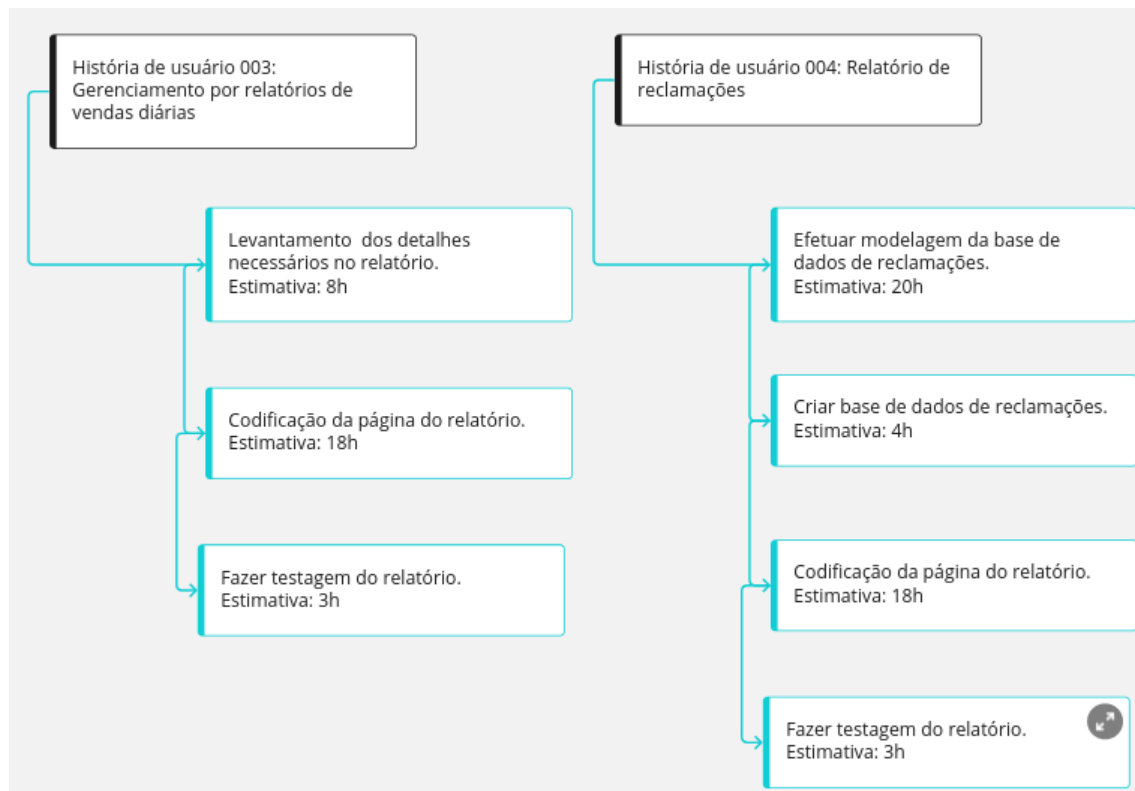 História de usuário 003:
Gerenciamento por relatórios de
vendas diárias
Levantamento  dos detalhes
necessários no relatório.
Estimativa: 8h
Codificação da página do relatório.
Estimativa: 18h
Fazer testagem do relatório.
Estimativa: 3h
História de usuário 004: Relatório de
reclamações
Efetuar modelagem da base de
dados de reclamações.
Estimativa: 20h
Criar base de dados de reclamações.
Estimativa: 4h
Codificação da página do relatório.
Estimativa: 18h
Fazer testagem do relatório.
Estimativa: 3h